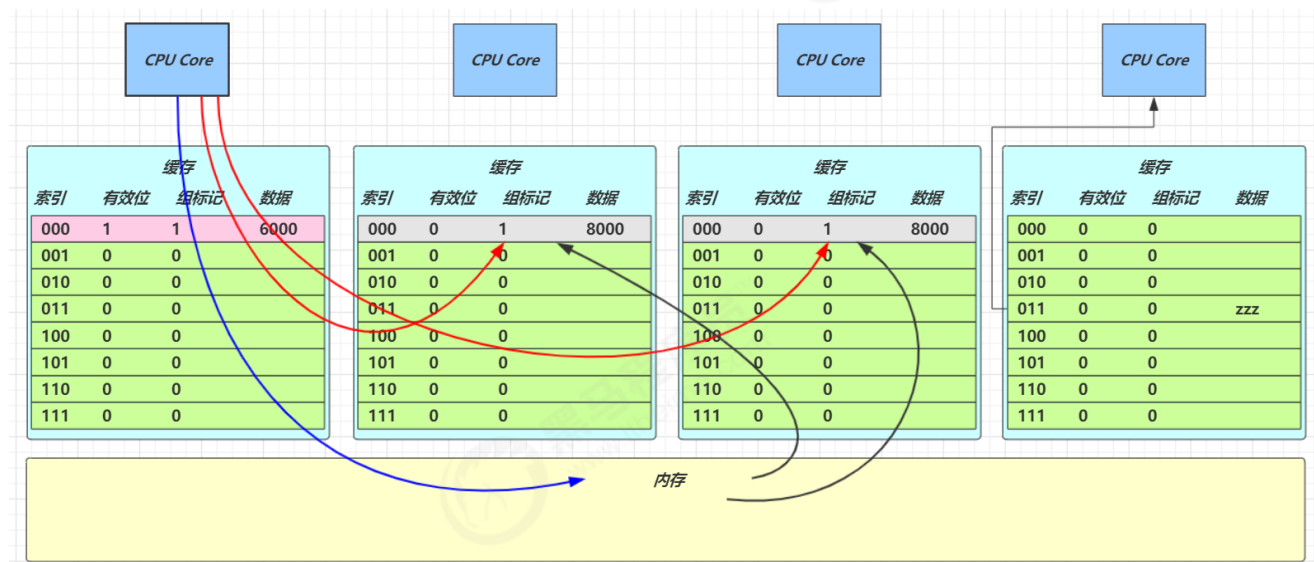 CPU Core CPU Core CPU Core CPU Core
缓存 缓存 缓存 缓存
索引 有效位 组标记 数据 索引 有效位 组标记 数据 索引 有效位 组标记 数据 索引 有效位 组标记 数据
000 1 1 6000 000 0 1 8000 000 0 1 8000 000 0 0
001 0 0 001 0 0 001 0 0 001 0 0
010 0 0 010 0 0 010 0 0 010 0 0
011 0 0 011 0 0 011 0 0 011 0 0 zzz
100 0 0 100 0 0 100 0 0 100 0 0
101 0 0 101 0 0 101 0 0 101 0 0
110 0 0 110 0 0 110 0 0 110 0 0
111 0 0 111 0 0 111 0 0 111 0 0
内存